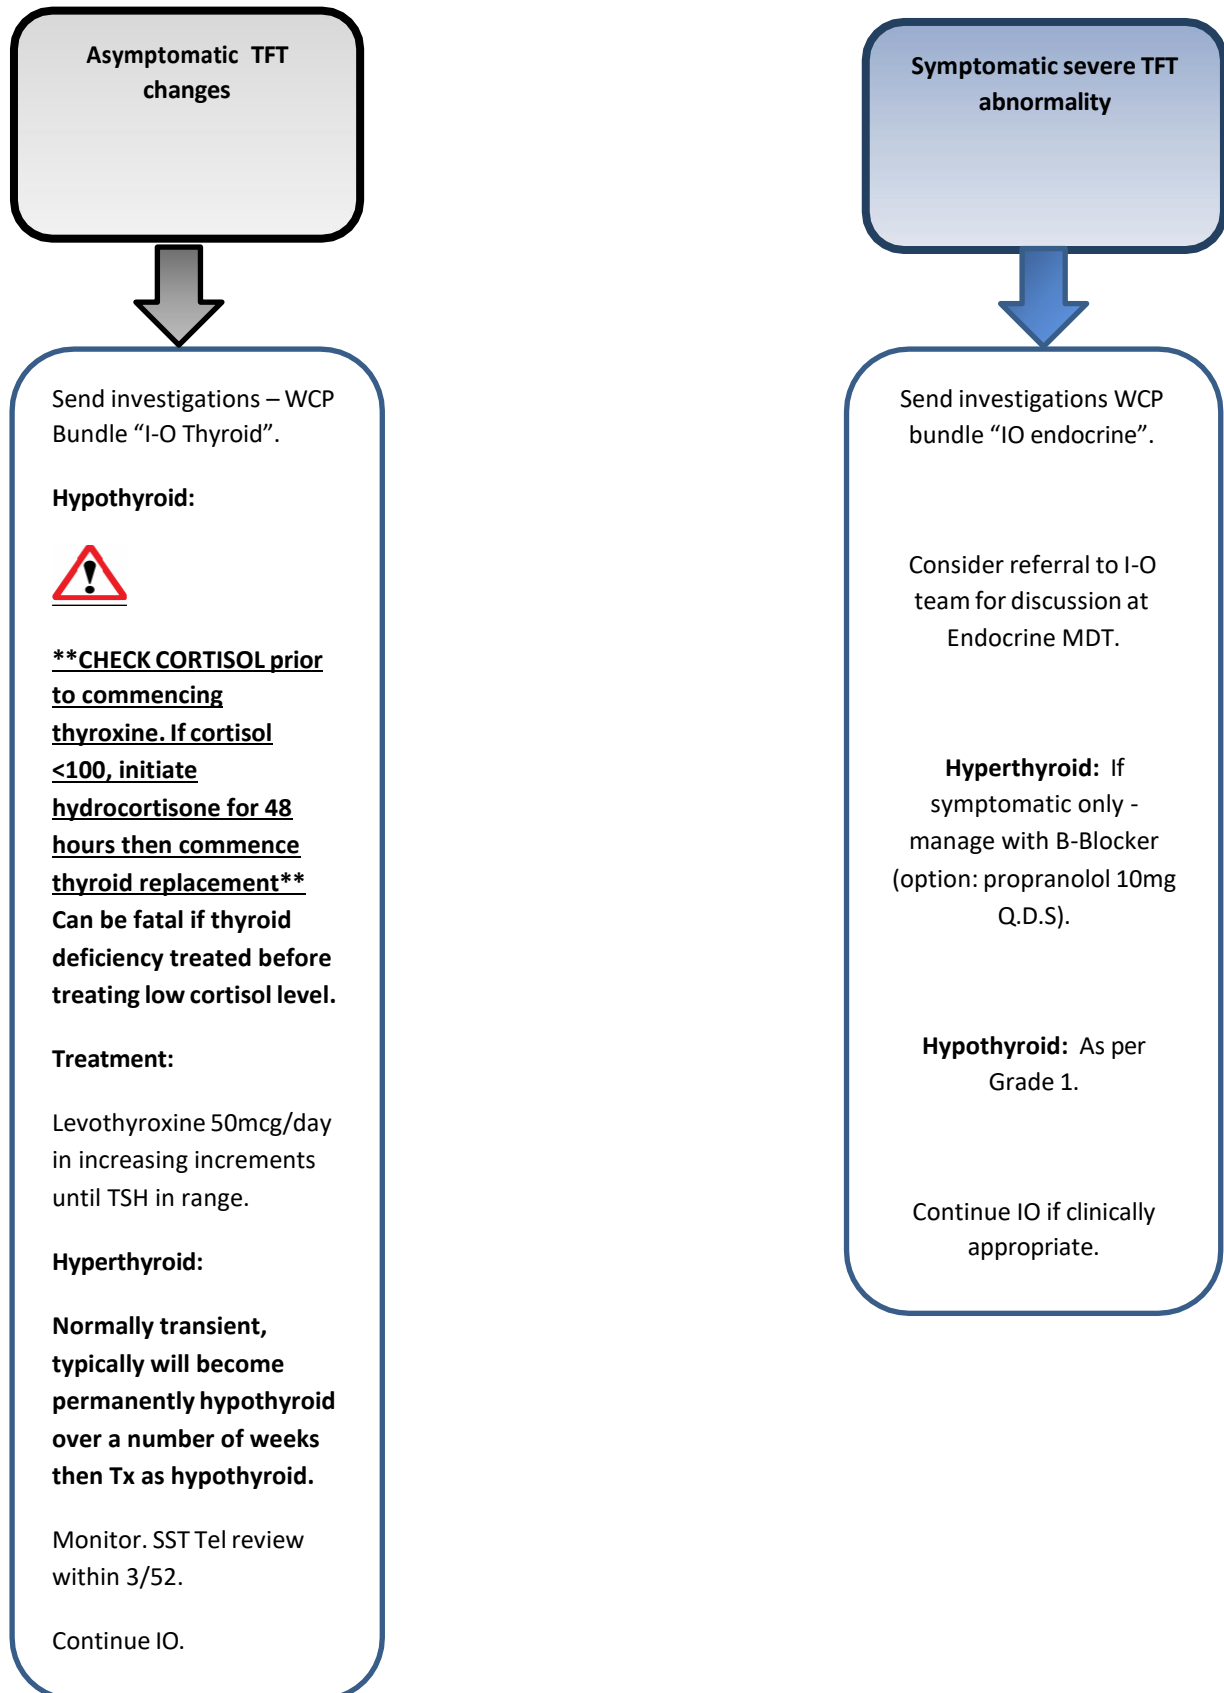 Asymptomatic TFT
changes
Send investigations – WCP
Bundle “I-O Thyroid”.
Hypothyroid:
**CHECK CORTISOL prior
to commencing
thyroxine. If cortisol
<100, initiate
hydrocortisone for 48
hours then commence
thyroid replacement**
Can be fatal if thyroid
deficiency treated before
treating low cortisol level.
Treatment:
Levothyroxine 50mcg/day
in increasing increments
until TSH in range.
Hyperthyroid:
Normally transient,
typically will become
permanently hypothyroid
over a number of weeks
then Tx as hypothyroid.
Monitor. SST Tel review
within 3/52.
Continue IO.
Symptomatic severe TFT
abnormality
Send investigations WCP
bundle “IO endocrine”.
Consider referral to I-O
team for discussion at
Endocrine MDT.
Hyperthyroid: If
symptomatic only -
manage with B-Blocker
(option: propranolol 10mg
Q.D.S).
Hypothyroid: As per
Grade 1.
Continue IO if clinically
appropriate.